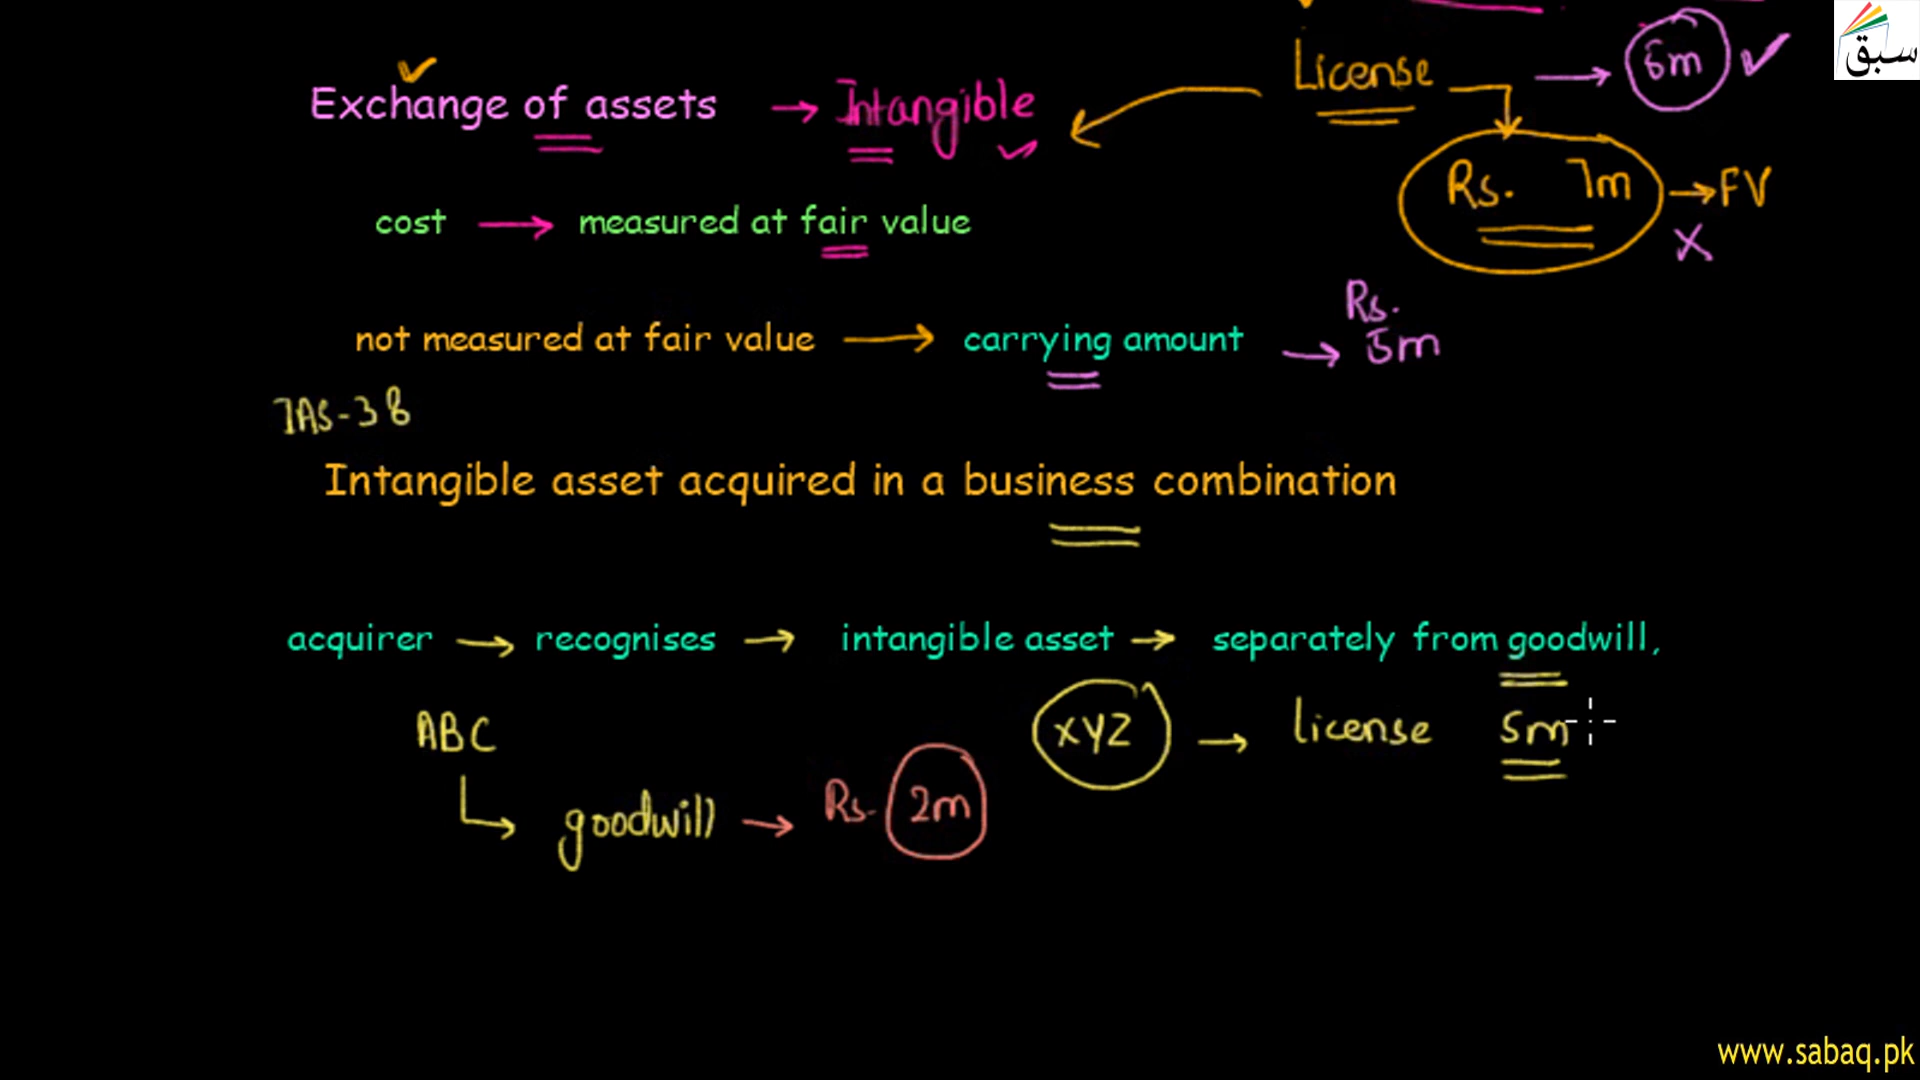 License → 5m ✓
Exchange of assets → Intangible
Rs. 7m → FV
X
cost → measured at fair value
Rs.
not measured at fair value → carrying amount → 5m
IAS-38
Intangible asset acquired in a business combination
acquirer → recognises → intangible asset → separately from goodwill,
ABC XYZ → license 5m
goodwill → Rs. 2m
سبق
www.sabaq.pk